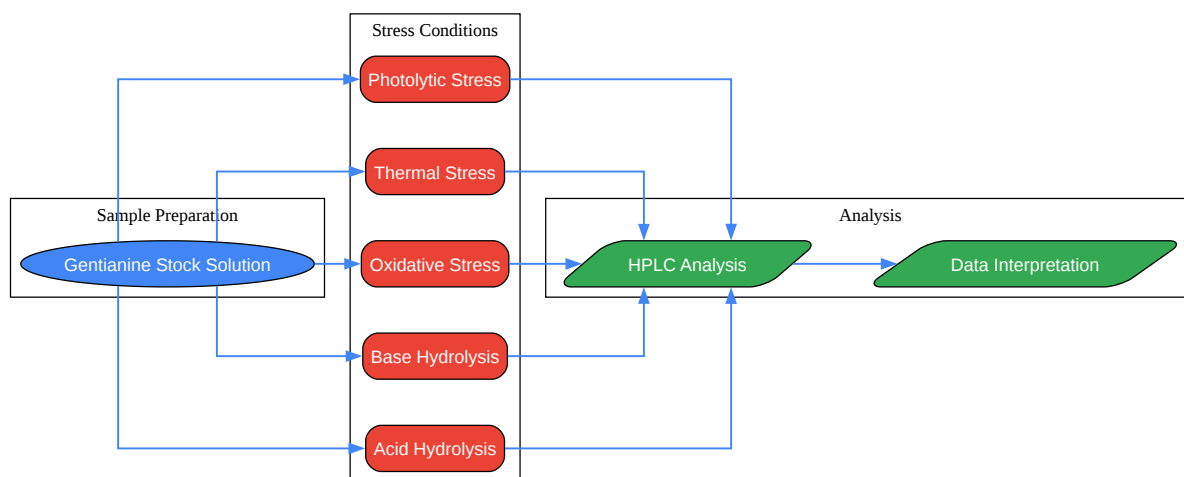 Stress Conditions
Photolytic Stress
Thermal Stress
Sample Preparation
Analysis
Gentianine Stock Solution
Oxidative Stress
HPLC Analysis
Data Interpretation
Base Hydrolysis
Acid Hydrolysis